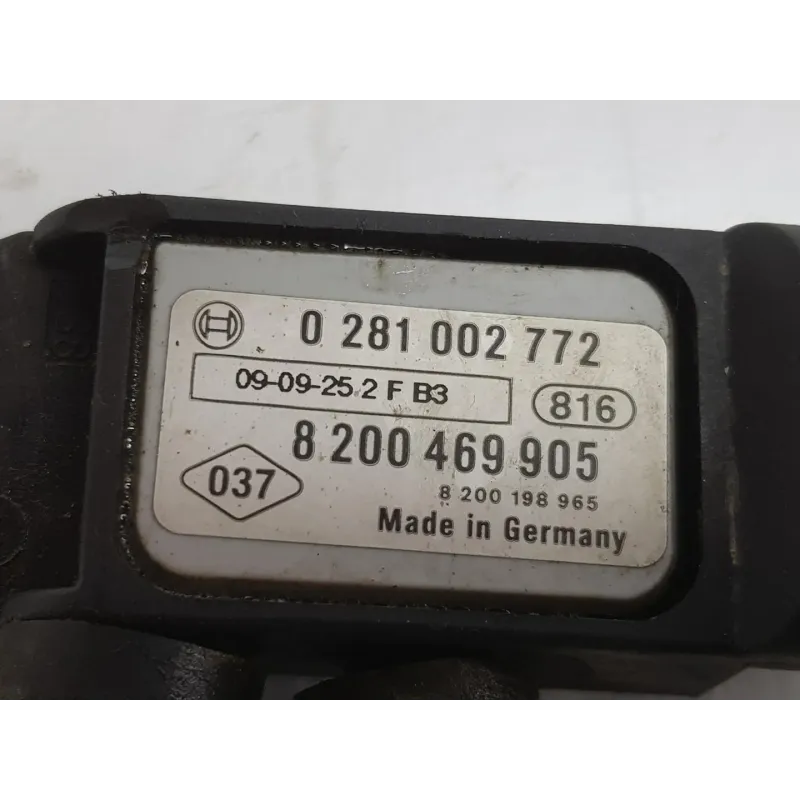 0 281 002 772
09-09-25.2 F B3
816
8 200 469 905
037
8 200 198 965
Made in Germany